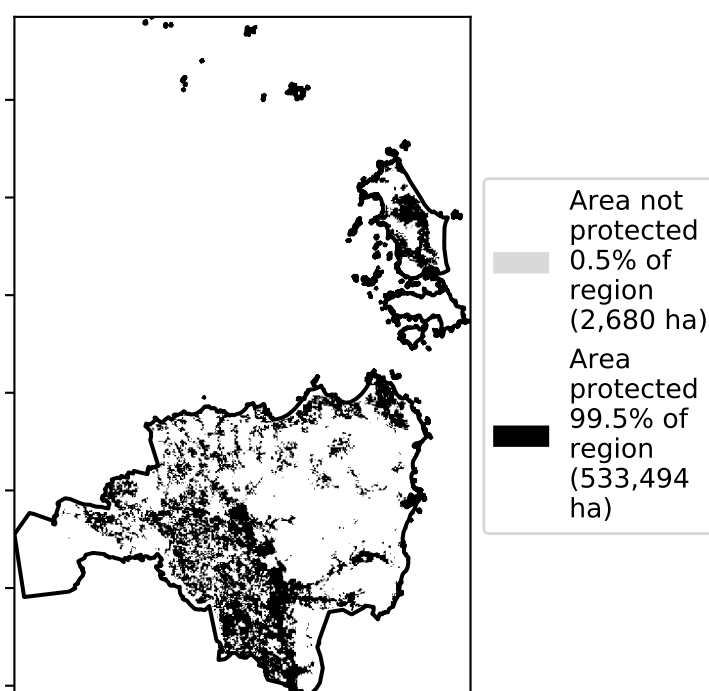 Area not
protected
0.5% of
region
(2,680 ha)
Area
protected
99.5% of
region
(533,494
ha)